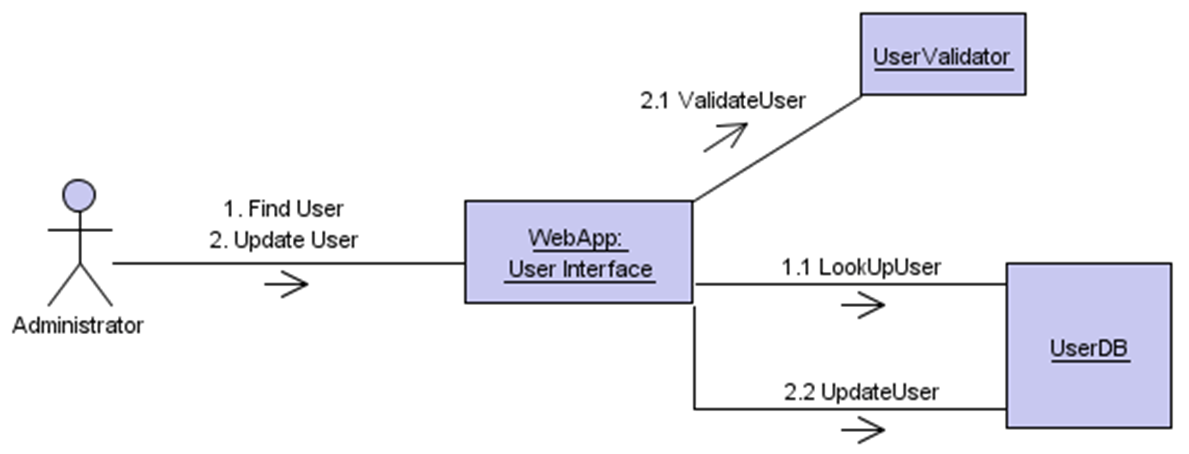 UserValidator
2.1 ValidateUser
1. Find User
2. Update User
WebApp:
User Interface
1.1 LookUpUser
Administrator
UserDB
2.2 UpdateUser